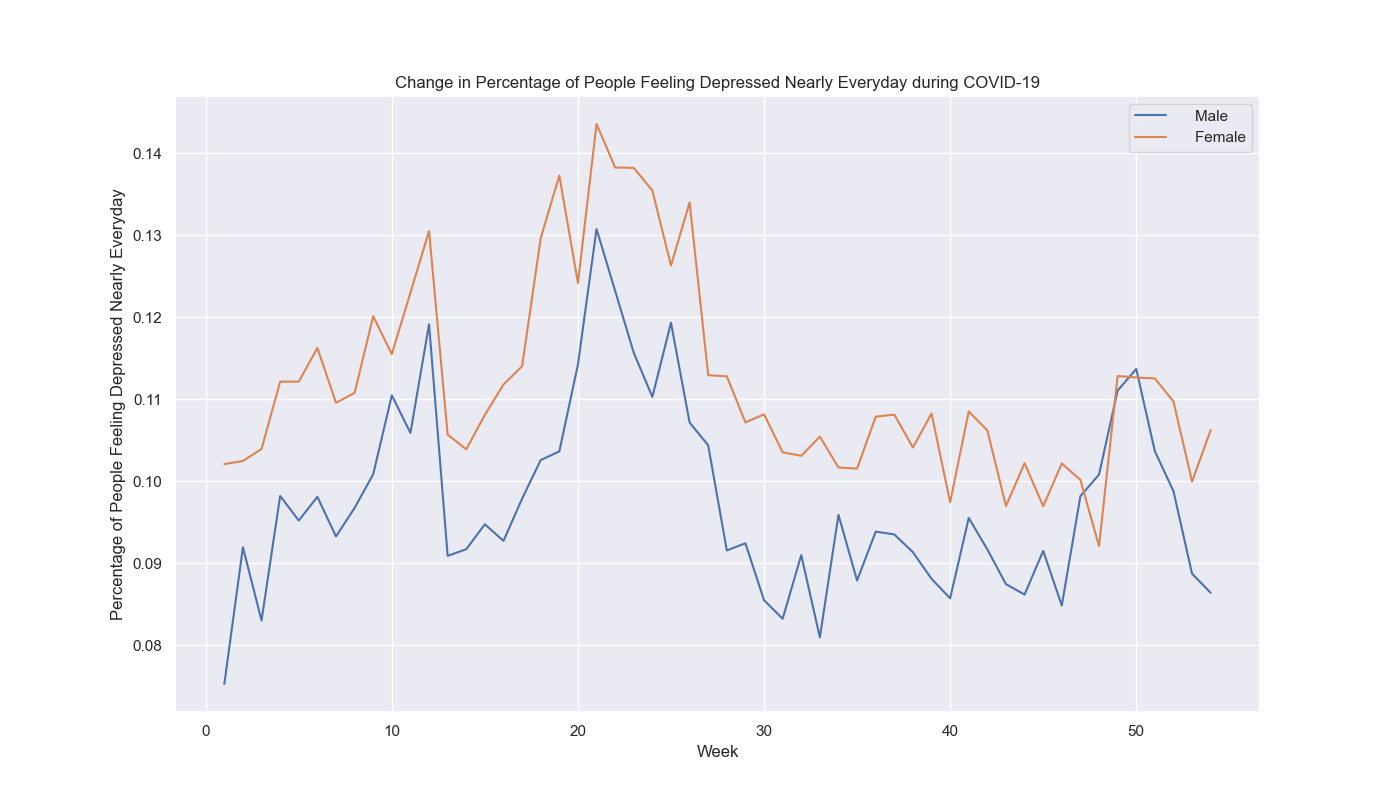 Change in Percentage of People Feeling Depressed Nearly Everyday during COVID-19
Male
Female
Percentage of People Feeling Depressed Nearly Everyday
0.14
0.13
0.12
0.11
0.10
0.09
0.08
0 10 20 30 40 50
Week